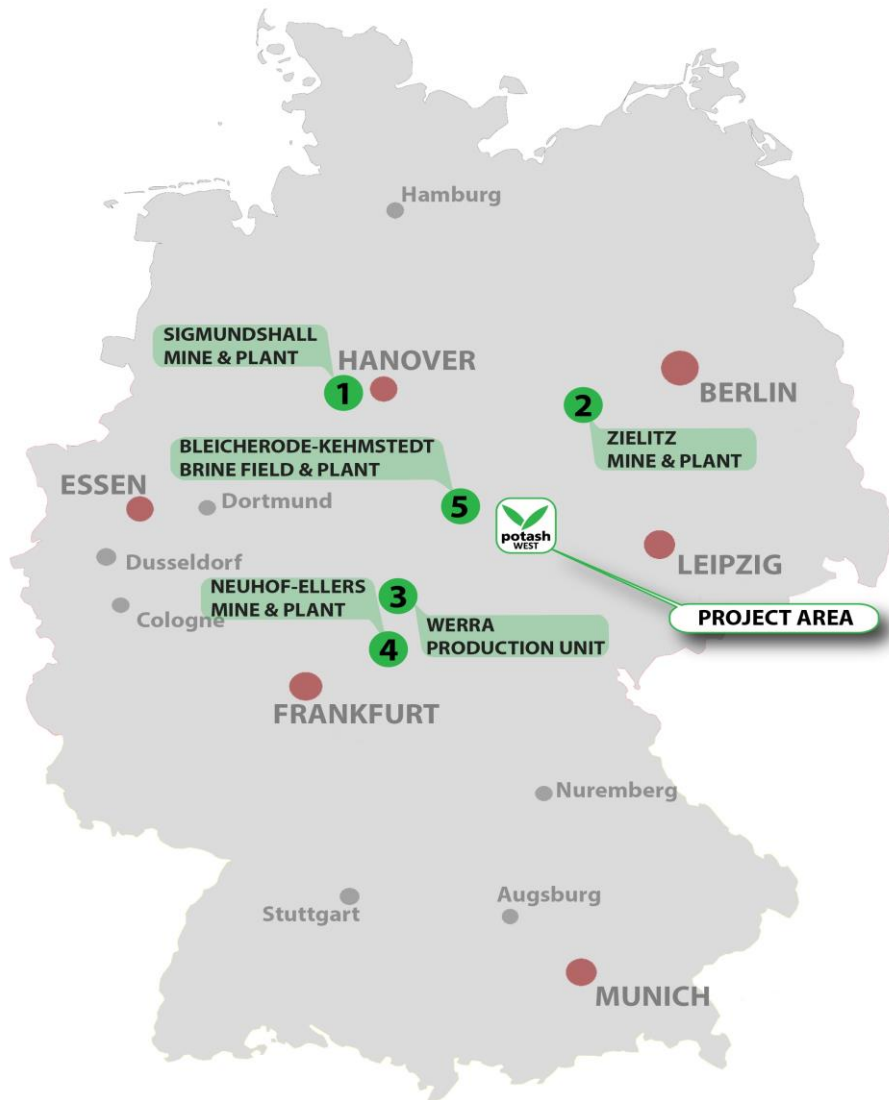 Hamburg
SIGMUNDSHALL
MINE & PLANT
HANOVER
1
2
BERLIN
ZIELITZ
MINE & PLANT
BLEICHERODE-KEHMSTEDT
BRINE FIELD & PLANT
ESSEN
Dortmund
5
potash
WEST
LEIPZIG
Dusseldorf
NEUHOF-ELLERS
MINE & PLANT
Cologne
3
4
WERRA
PRODUCTION UNIT
PROJECT AREA
FRANKFURT
Nuremberg
Stuttgart
Augsburg
MUNICH